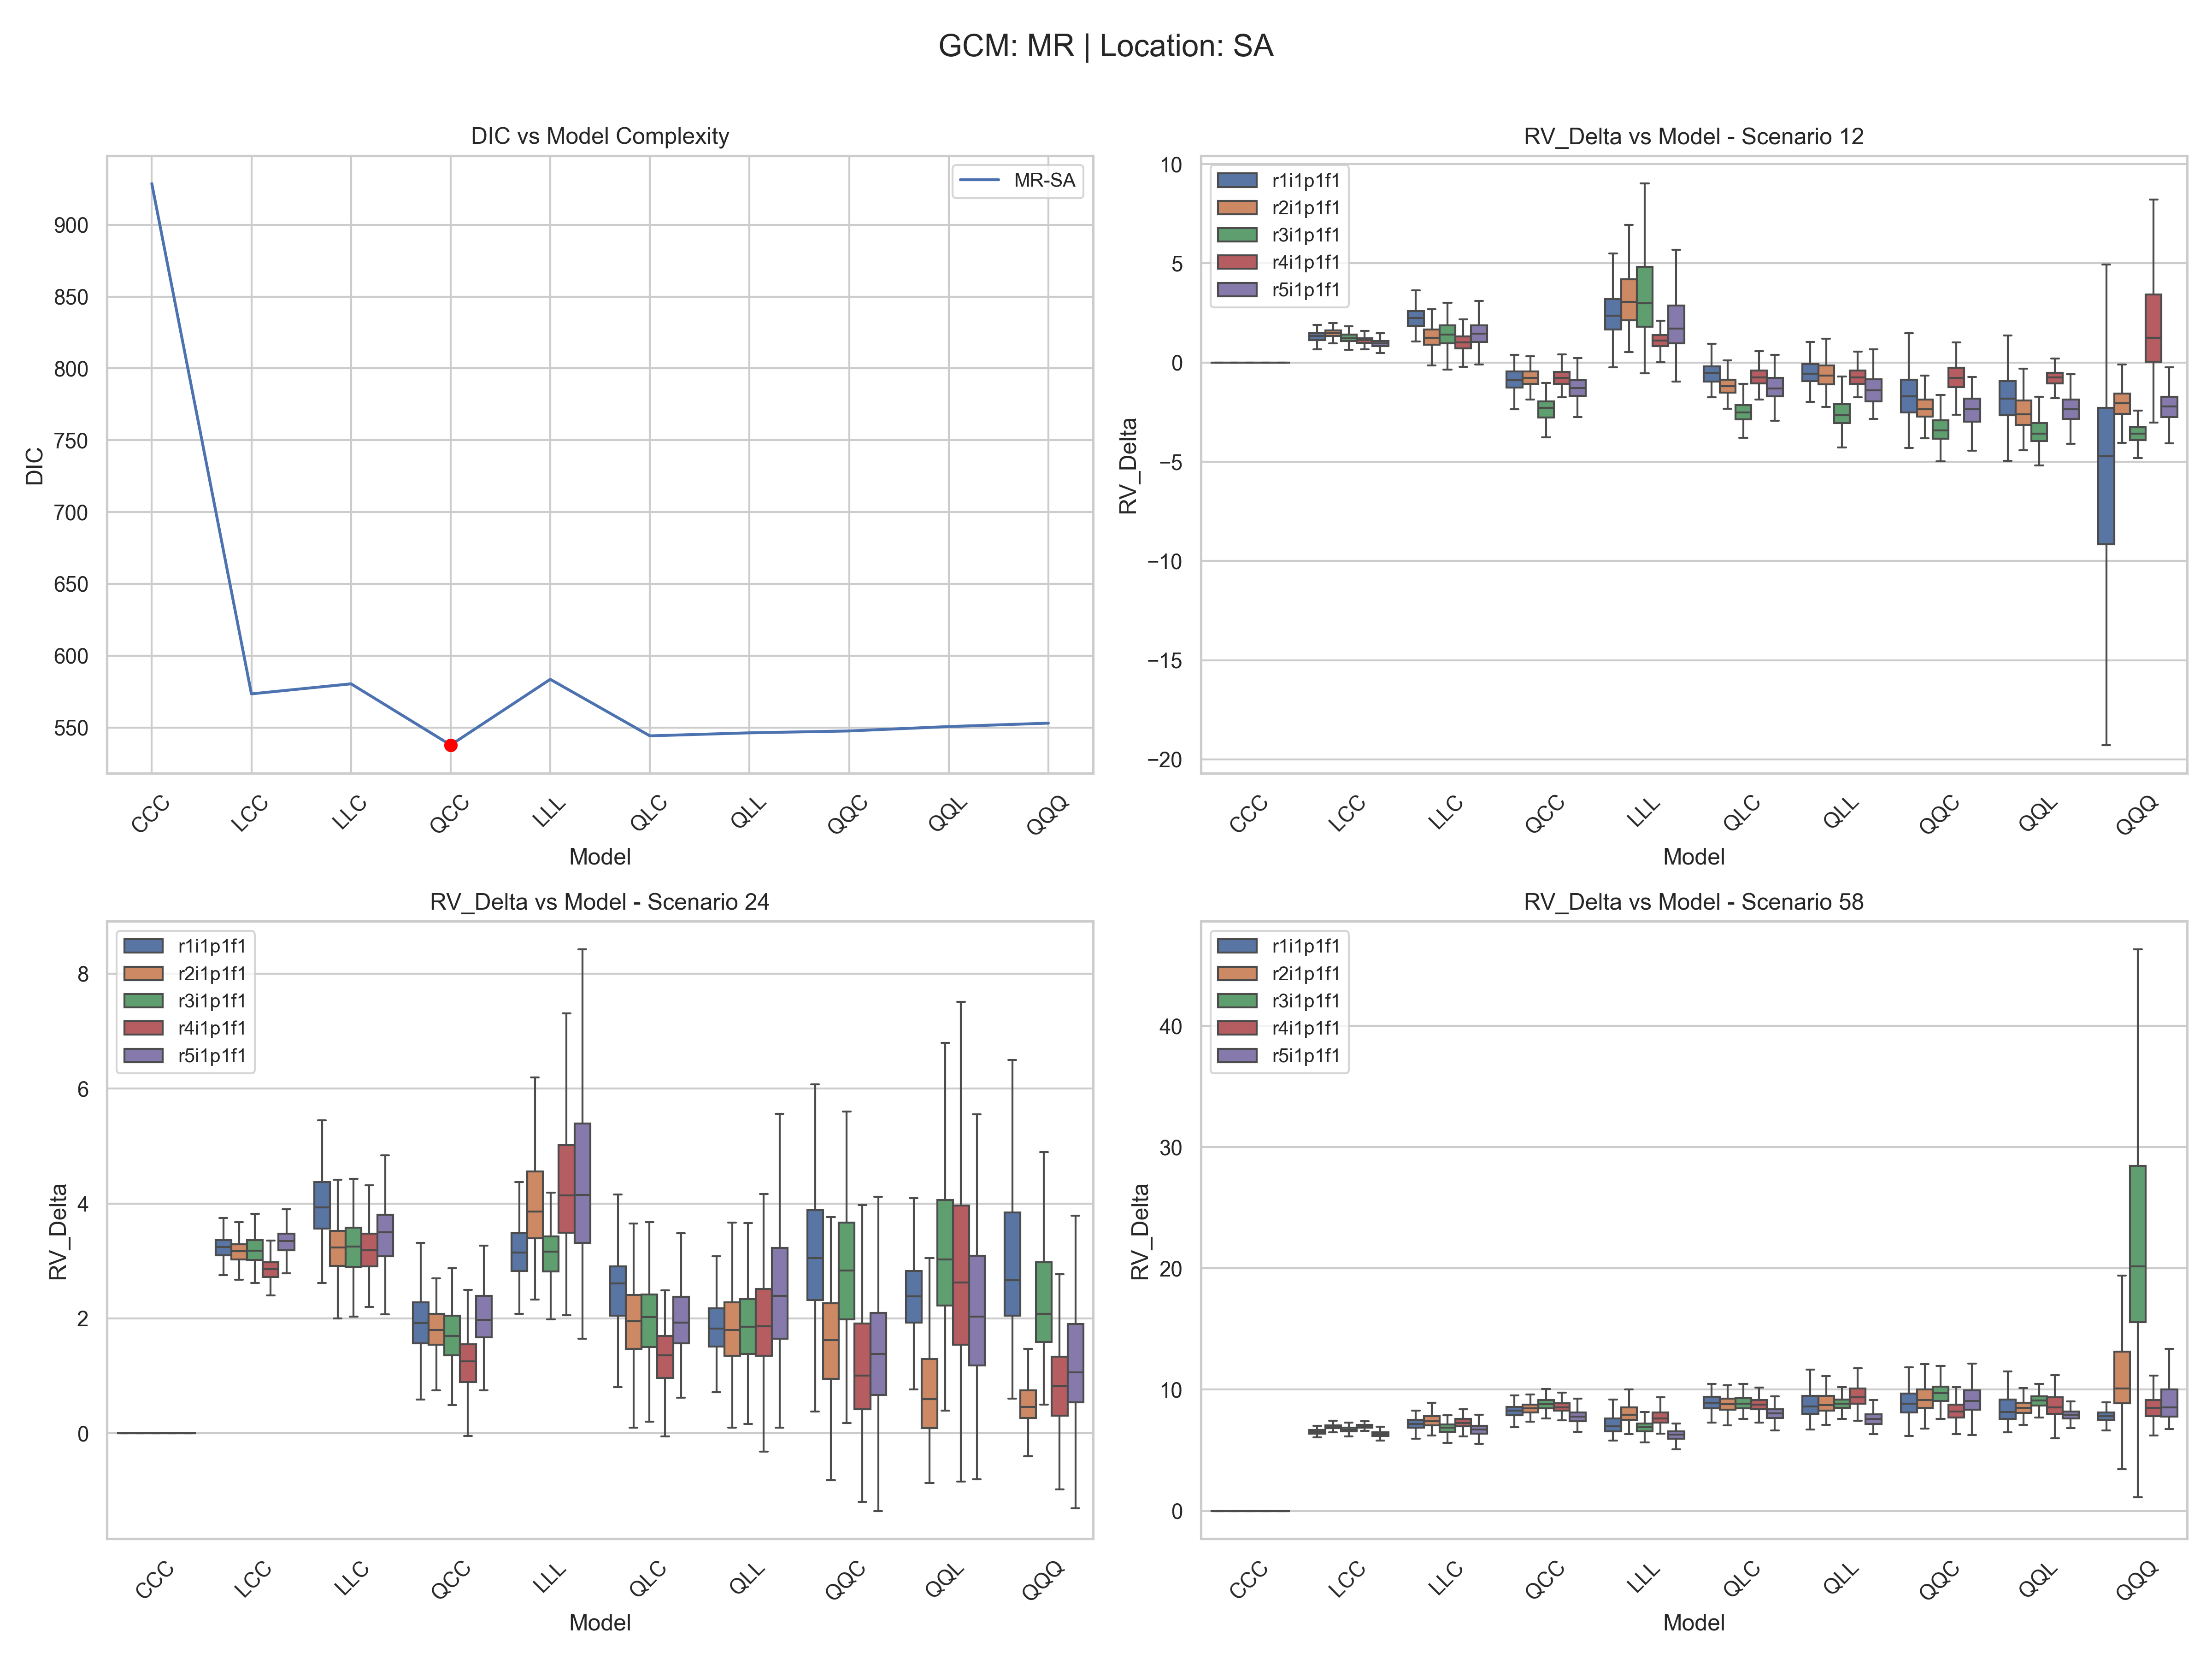 GCM: MR | Location: SA
DIC vs Model Complexity
MR-SA
DIC
900
850
800
750
700
650
600
550
CCC
LCC
LLC
QCC
LLL
QLC
QLL
QQC
QQL
QQQ
Model
RV_Delta vs Model - Scenario 12
r1i1p1f1
r2i1p1f1
r3i1p1f1
r4i1p1f1
r5i1p1f1
RV_Delta
10
5
0
−5
−10
−15
−20
CCC
LCC
LLC
QCC
LLL
QLC
QLL
QQC
QQL
QQQ
Model
RV_Delta vs Model - Scenario 24
r1i1p1f1
r2i1p1f1
r3i1p1f1
r4i1p1f1
r5i1p1f1
RV_Delta
8
6
4
2
0
CCC
LCC
LLC
QCC
LLL
QLC
QLL
QQC
QQL
QQQ
Model
RV_Delta vs Model - Scenario 58
r1i1p1f1
r2i1p1f1
r3i1p1f1
r4i1p1f1
r5i1p1f1
RV_Delta
40
30
20
10
0
CCC
LCC
LLC
QCC
LLL
QLC
QLL
QQC
QQL
QQQ
Model